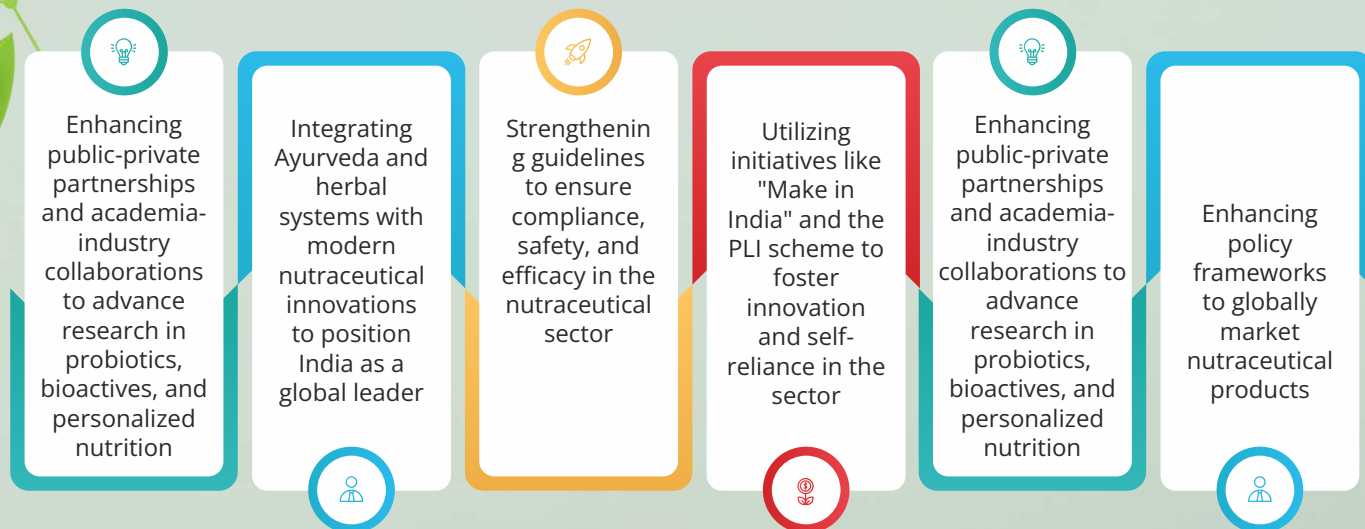 Enhancing
public-private
partnerships
and academia-
industry
collaborations
to advance
research in
probiotics,
bioactives, and
personalized
nutrition
Integrating
Ayurveda and
herbal
systems with
modern
nutraceutical
innovations
to position
India as a
global leader
Strengthenin
g guidelines
to ensure
compliance,
safety, and
efficacy in the
nutraceutical
sector
Utilizing
initiatives like
"Make in
India" and the
PLI scheme to
foster
innovation
and self-
reliance in the
sector
Enhancing
public-private
partnerships
and academia-
industry
collaborations to
advance
research in
probiotics,
bioactives, and
personalized
nutrition
Enhancing
policy
frameworks
to globally
market
nutraceutical
products